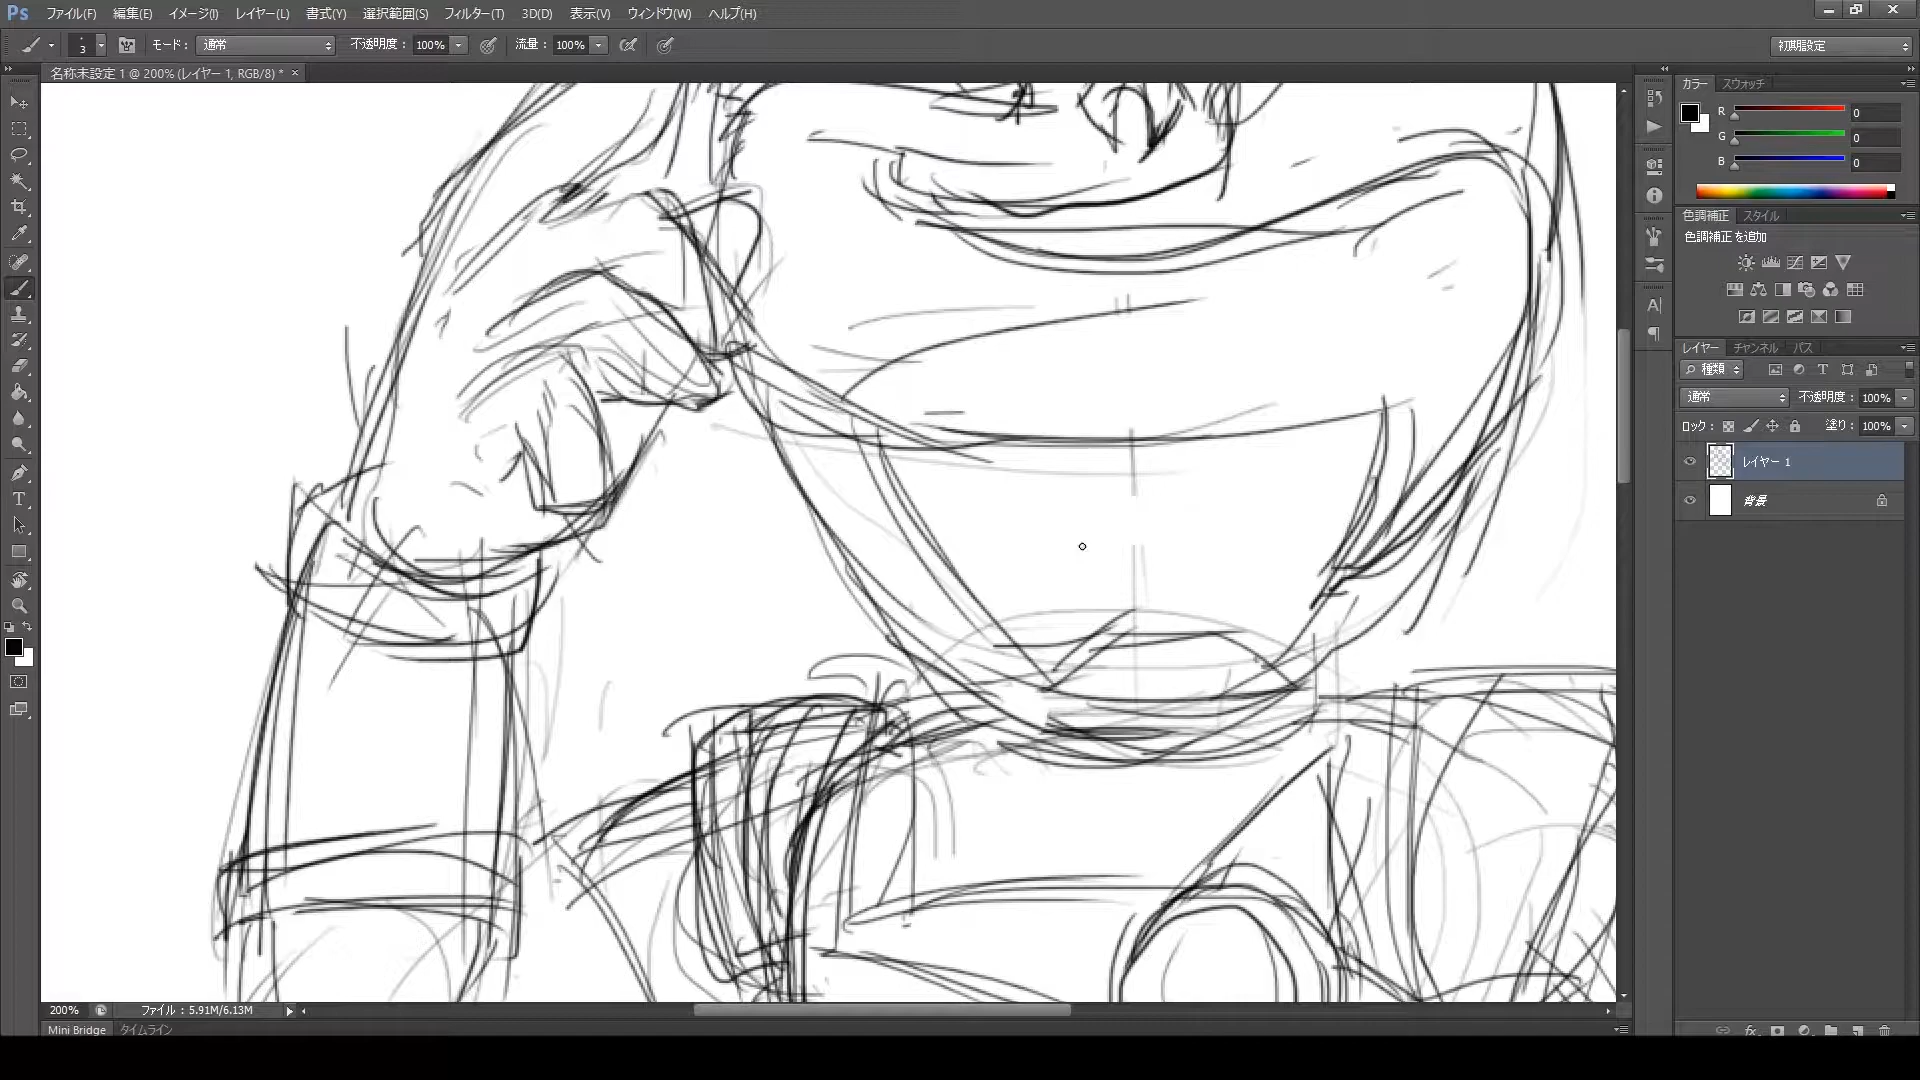 Ps ファイル(F) 編集(E) イメージ(I) レイヤー(L) 書式(Y) 選択範囲(S) フィルター(T) 3D(D) 表示(V) ウィンドウ(W) ヘルプ(H)
3 モード： 通常 不透明度： 100% 流量： 100% 初期設定
名称未設定 1 @ 200% (レイヤー 1, RGB/8) * ×
カラー スウォッチ
R 0
G 0
B 0
色調補正 スタイル
色調補正を追加
レイヤー チャンネル パス
種類
通常 不透明度： 100%
ロック： 塗り： 100%
レイヤー 1
背景
200% ファイル：5.91M/6.13M
Mini Bridge タイムライン